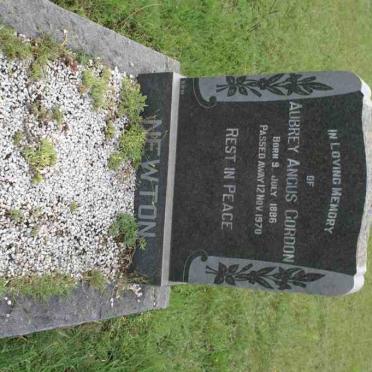 IN LOVING MEMORY
OF
AUBREY ANGUS GORDON
BORN 9 JULY 1886
PASSED AWAY 12 NOV 1970
REST IN PEACE
NEWTON